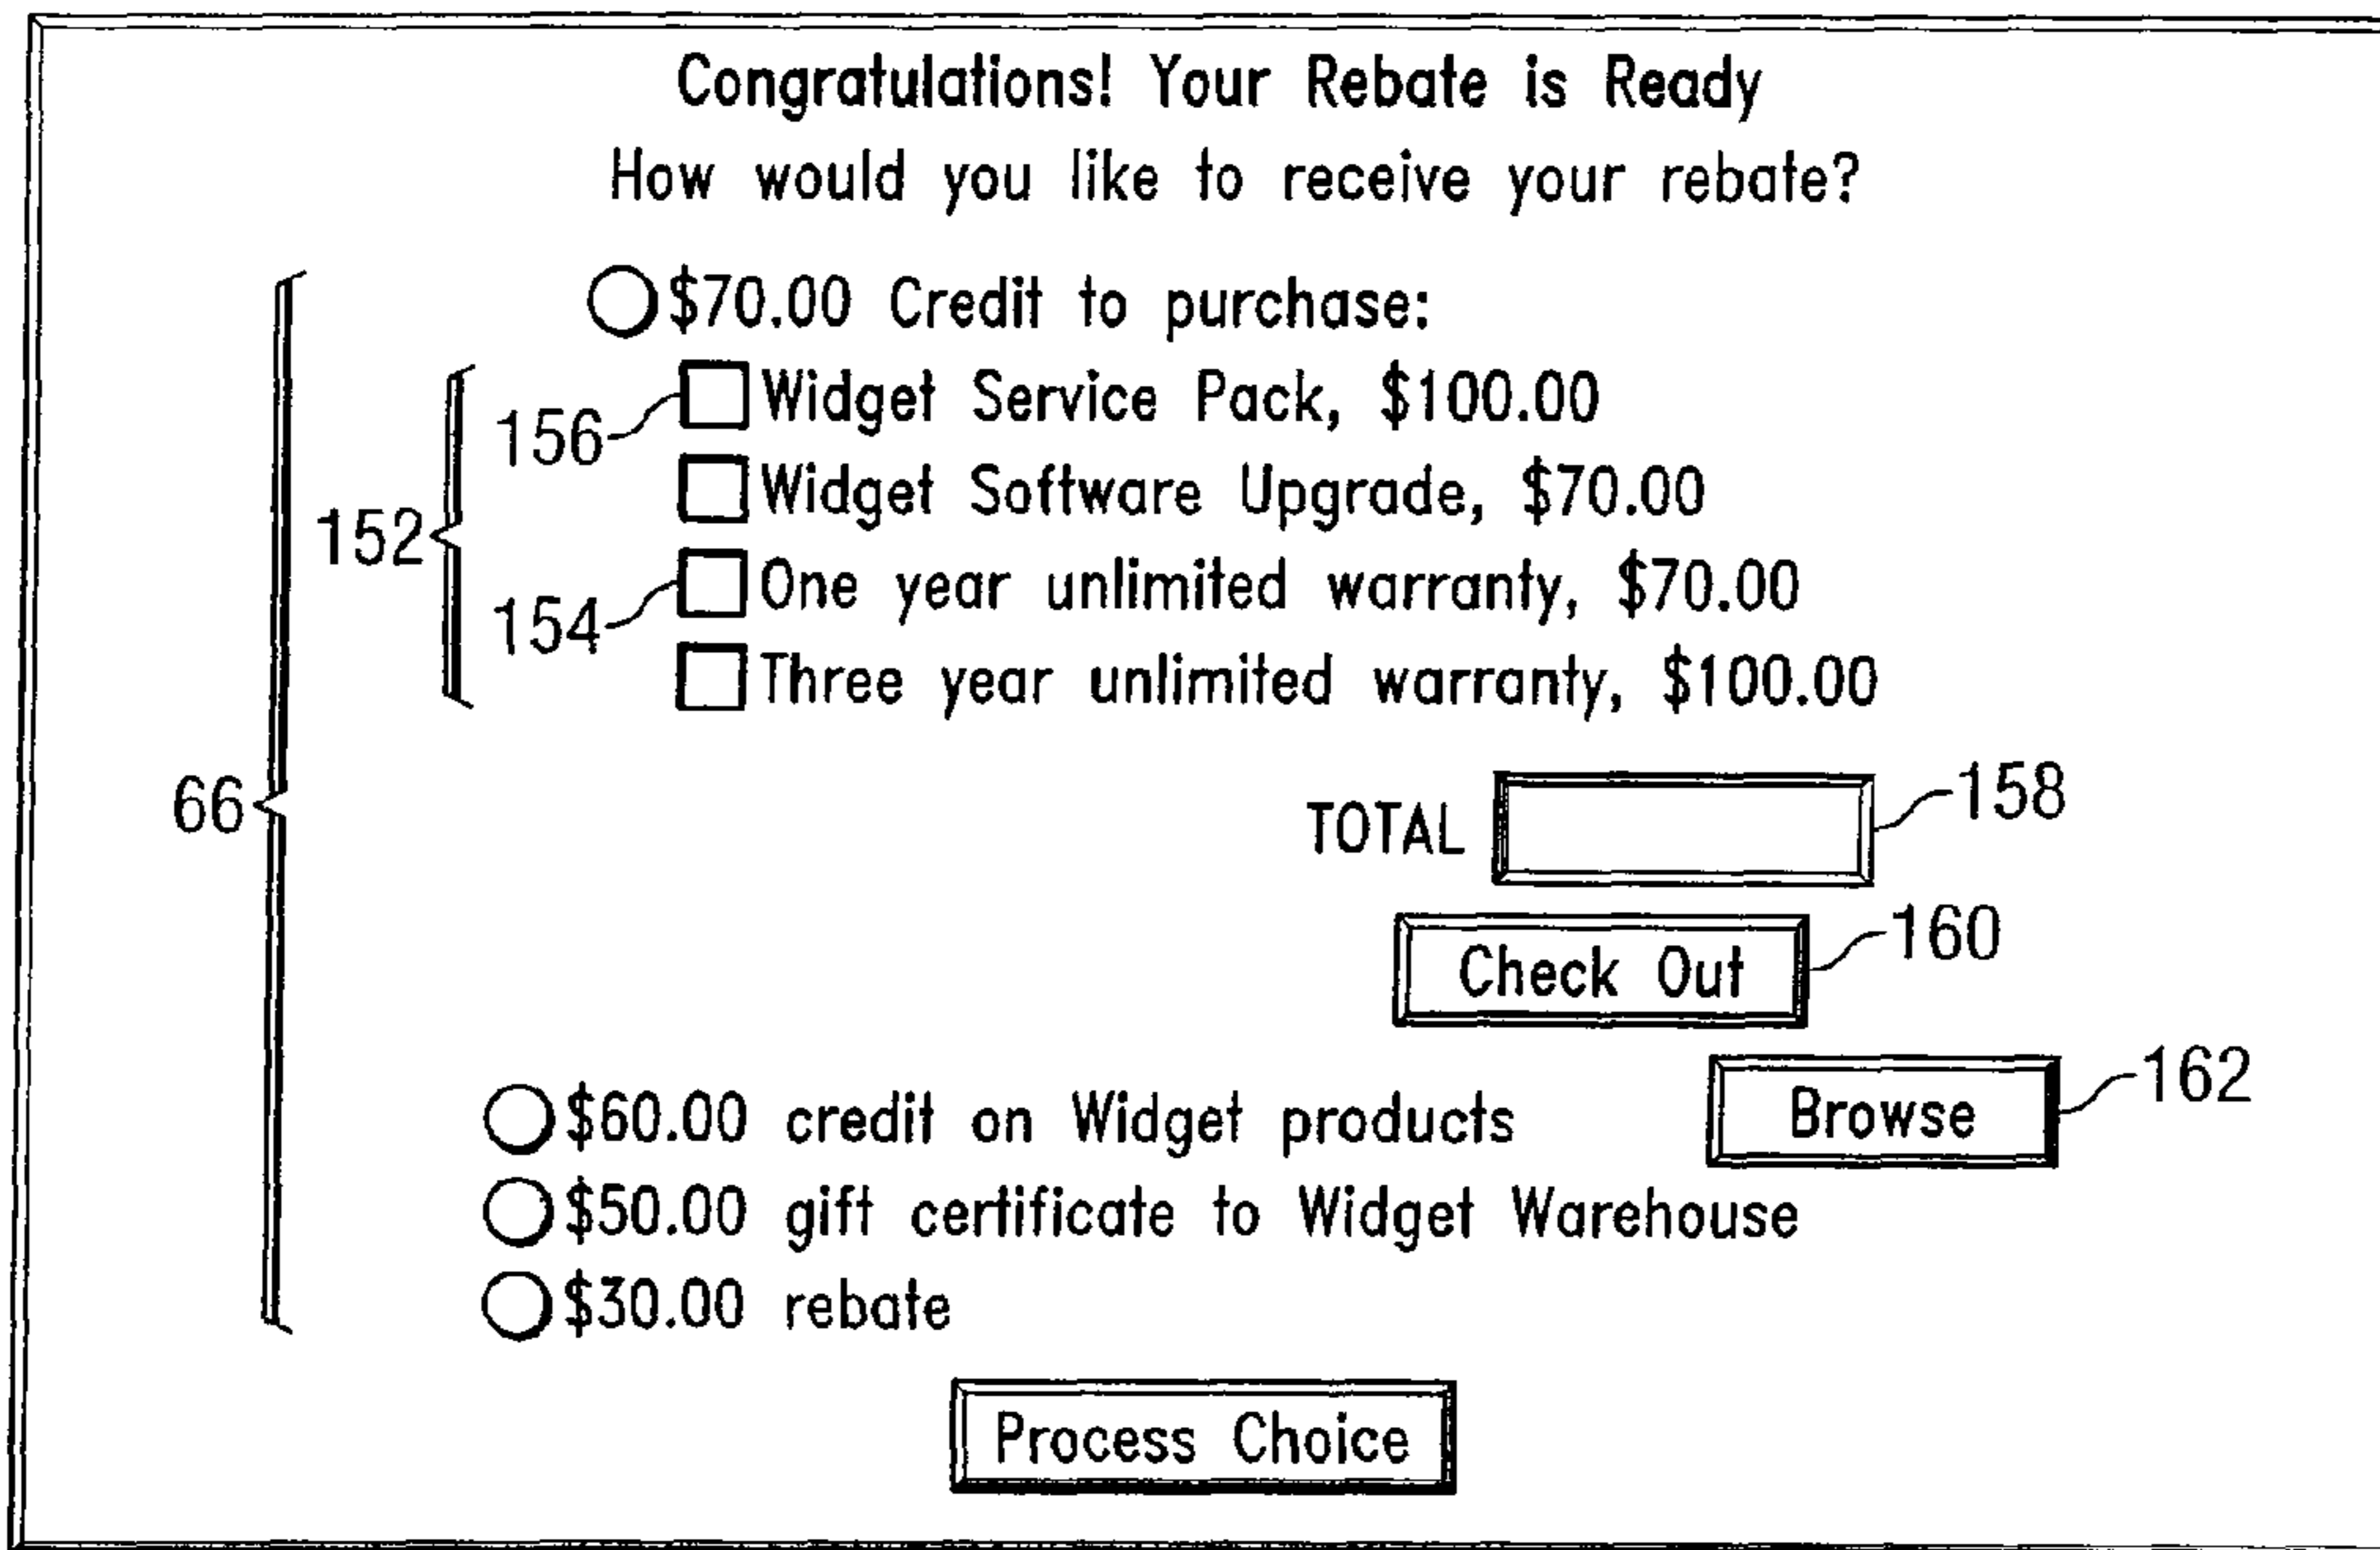 Congratulations! Your Rebate is Ready
How would you like to receive your rebate?
$70.00 Credit to purchase:
156 Widget Service Pack, $100.00
Widget Software Upgrade, $70.00
152
154 One year unlimited warranty, $70.00
Three year unlimited warranty, $100.00
66
TOTAL 158
Check Out 160
$60.00 credit on Widget products Browse 162
$50.00 gift certificate to Widget Warehouse
$30.00 rebate
Process Choice